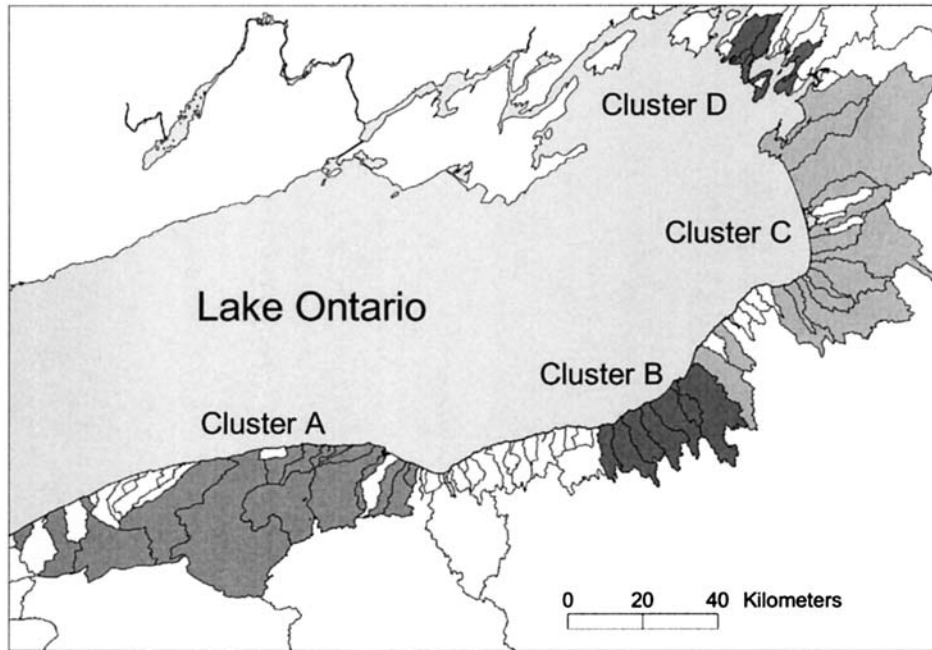 Cluster D
Cluster C
Lake Ontario
Cluster B
Cluster A
0 20 40 Kilometers